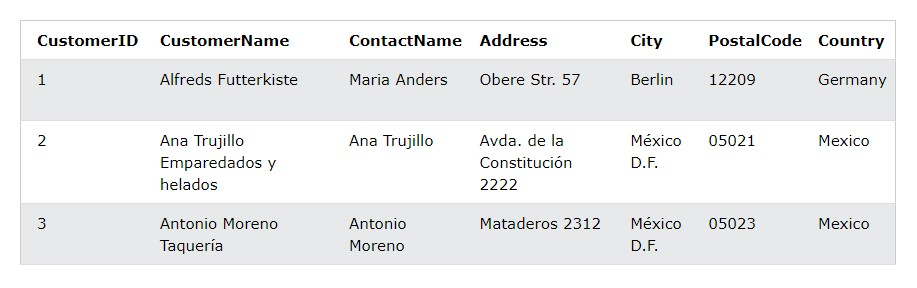 CustomerID CustomerName ContactName Address City PostalCode Country
1 Alfreds Futterkiste Maria Anders Obere Str. 57 Berlin 12209 Germany
2 Ana Trujillo Ana Trujillo Avda. de la México 05021 Mexico
Emparedados y Constitución D.F.
helados 2222
3 Antonio Moreno Antonio Mataderos 2312 México 05023 Mexico
Taquería Moreno D.F.